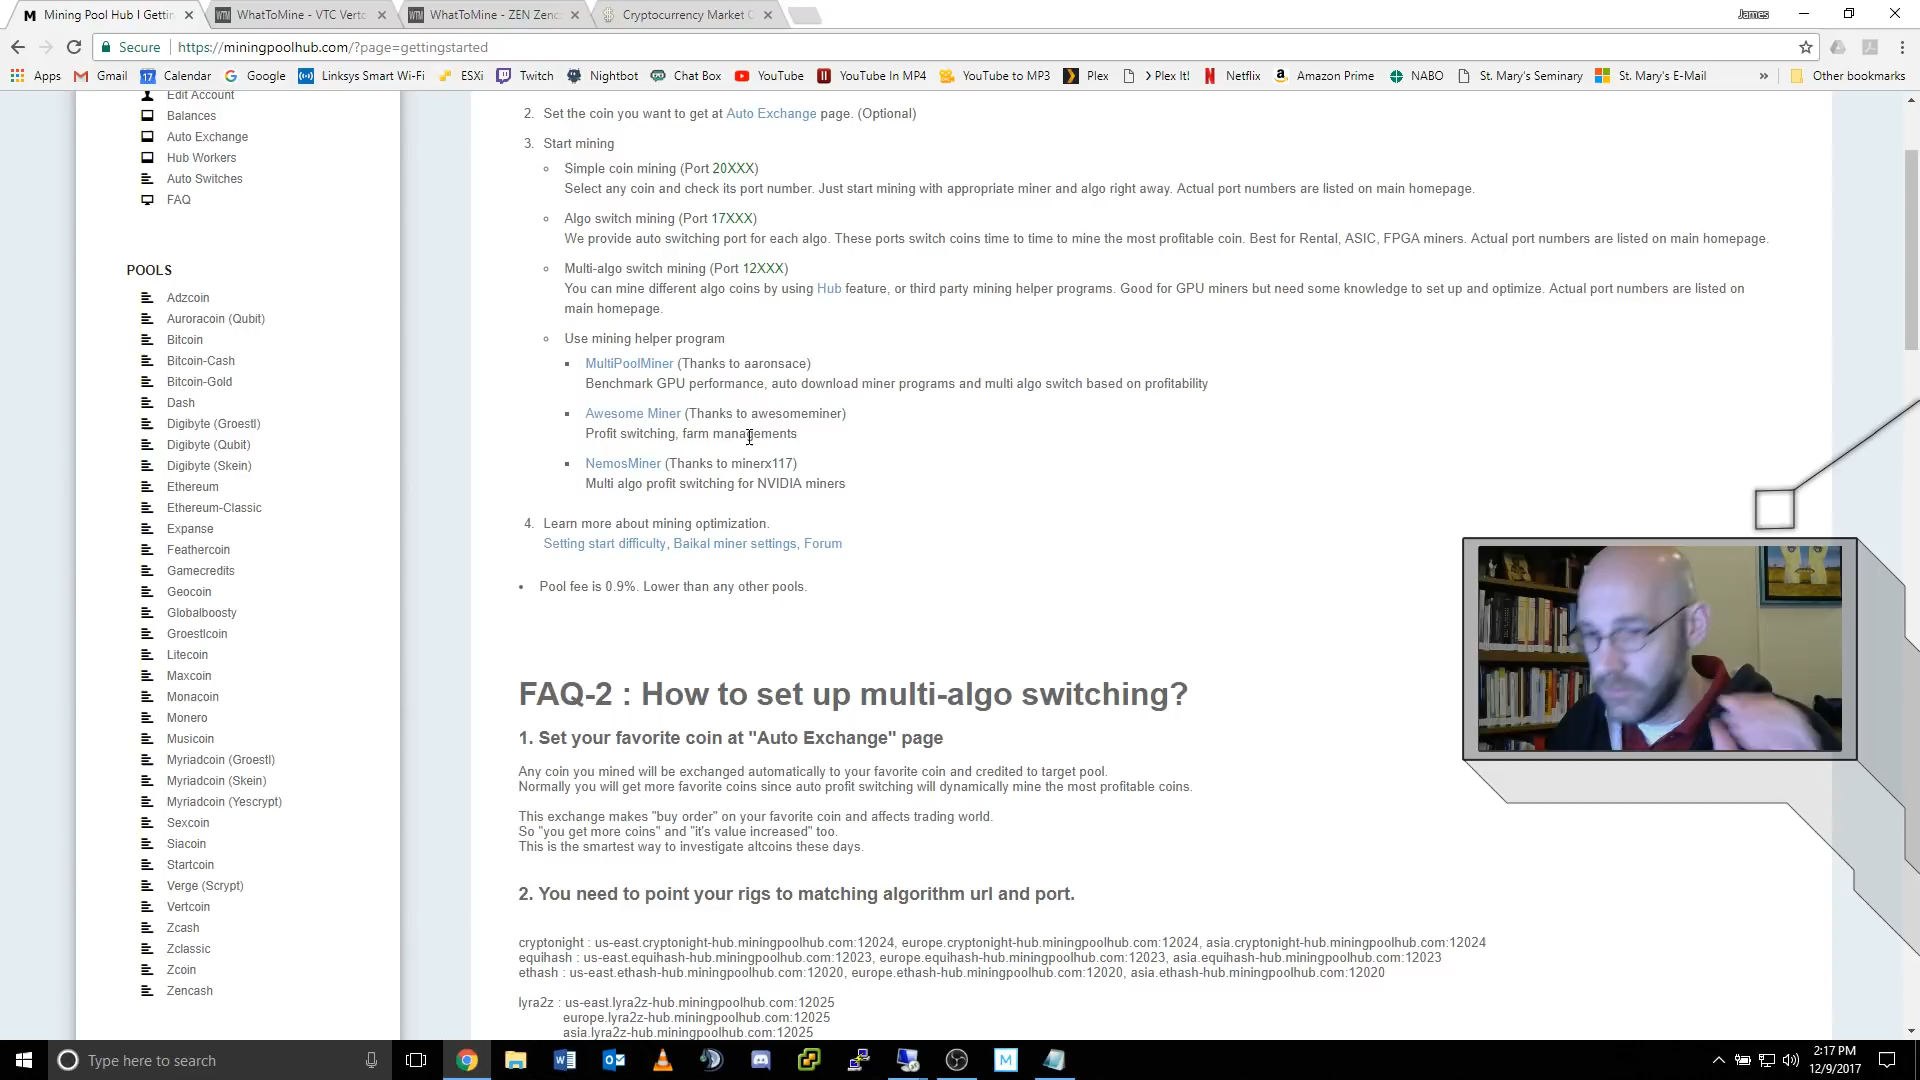 Mining Pool Hub I Gettin
WhatToMine - VTC Verto
WhatToMine - ZEN Zenc
Cryptocurrency Market C
James
Secure
https://miningpoolhub.com/?page=gettingstarted
Apps
Gmail
17
Calendar
Google
Linksys Smart Wi-Fi
ESXi
Twitch
Nightbot
Chat Box
YouTube
YouTube In MP4
YouTube to MP3
Plex
> Plex It!
Netflix
Amazon Prime
NABO
St. Mary's Seminary
St. Mary's E-Mail
»
Other bookmarks
Edit Account
Balances
Auto Exchange
Hub Workers
Auto Switches
FAQ
POOLS
Adzcoin
Auroracoin (Qubit)
Bitcoin
Bitcoin-Cash
Bitcoin-Gold
Dash
Digibyte (Groestl)
Digibyte (Qubit)
Digibyte (Skein)
Ethereum
Ethereum-Classic
Expanse
Feathercoin
Gamecredits
Geocoin
Globalboosty
Groestlcoin
Litecoin
Maxcoin
Monacoin
Monero
Musicoin
Myriadcoin (Groestl)
Myriadcoin (Skein)
Myriadcoin (Yescrypt)
Sexcoin
Siacoin
Startcoin
Verge (Scrypt)
Vertcoin
Zcash
Zclassic
Zcoin
Zencash
2. Set the coin you want to get at Auto Exchange page. (Optional)
3. Start mining
Simple coin mining (Port 20XXX)
Select any coin and check its port number. Just start mining with appropriate miner and algo right away. Actual port numbers are listed on main homepage.
Algo switch mining (Port 17XXX)
We provide auto switching port for each algo. These ports switch coins time to time to mine the most profitable coin. Best for Rental, ASIC, FPGA miners. Actual port numbers are listed on main homepage.
Multi-algo switch mining (Port 12XXX)
You can mine different algo coins by using Hub feature, or third party mining helper programs. Good for GPU miners but need some knowledge to set up and optimize. Actual port numbers are listed on
main homepage.
Use mining helper program
MultiPoolMiner (Thanks to aaronsace)
Benchmark GPU performance, auto download miner programs and multi algo switch based on profitability
Awesome Miner (Thanks to awesomeminer)
Profit switching, farm managements
NemosMiner (Thanks to minerx117)
Multi algo profit switching for NVIDIA miners
4. Learn more about mining optimization.
Setting start difficulty, Baikal miner settings, Forum
Pool fee is 0.9%. Lower than any other pools.
FAQ-2 : How to set up multi-algo switching?
1. Set your favorite coin at "Auto Exchange" page
Any coin you mined will be exchanged automatically to your favorite coin and credited to target pool.
Normally you will get more favorite coins since auto profit switching will dynamically mine the most profitable coins.
This exchange makes "buy order" on your favorite coin and affects trading world.
So "you get more coins" and "it's value increased" too.
This is the smartest way to investigate altcoins these days.
2. You need to point your rigs to matching algorithm url and port.
cryptonight : us-east.cryptonight-hub.miningpoolhub.com:12024, europe.cryptonight-hub.miningpoolhub.com:12024, asia.cryptonight-hub.miningpoolhub.com:12024
equihash : us-east.equihash-hub.miningpoolhub.com:12023, europe.equihash-hub.miningpoolhub.com:12023, asia.equihash-hub.miningpoolhub.com:12023
ethash : us-east.ethash-hub.miningpoolhub.com:12020, europe.ethash-hub.miningpoolhub.com:12020, asia.ethash-hub.miningpoolhub.com:12020
lyra2z : us-east.lyra2z-hub.miningpoolhub.com:12025
europe.lyra2z-hub.miningpoolhub.com:12025
asia.lyra2z-hub.miningpoolhub.com:12025
Type here to search
2:17 PM
12/9/2017